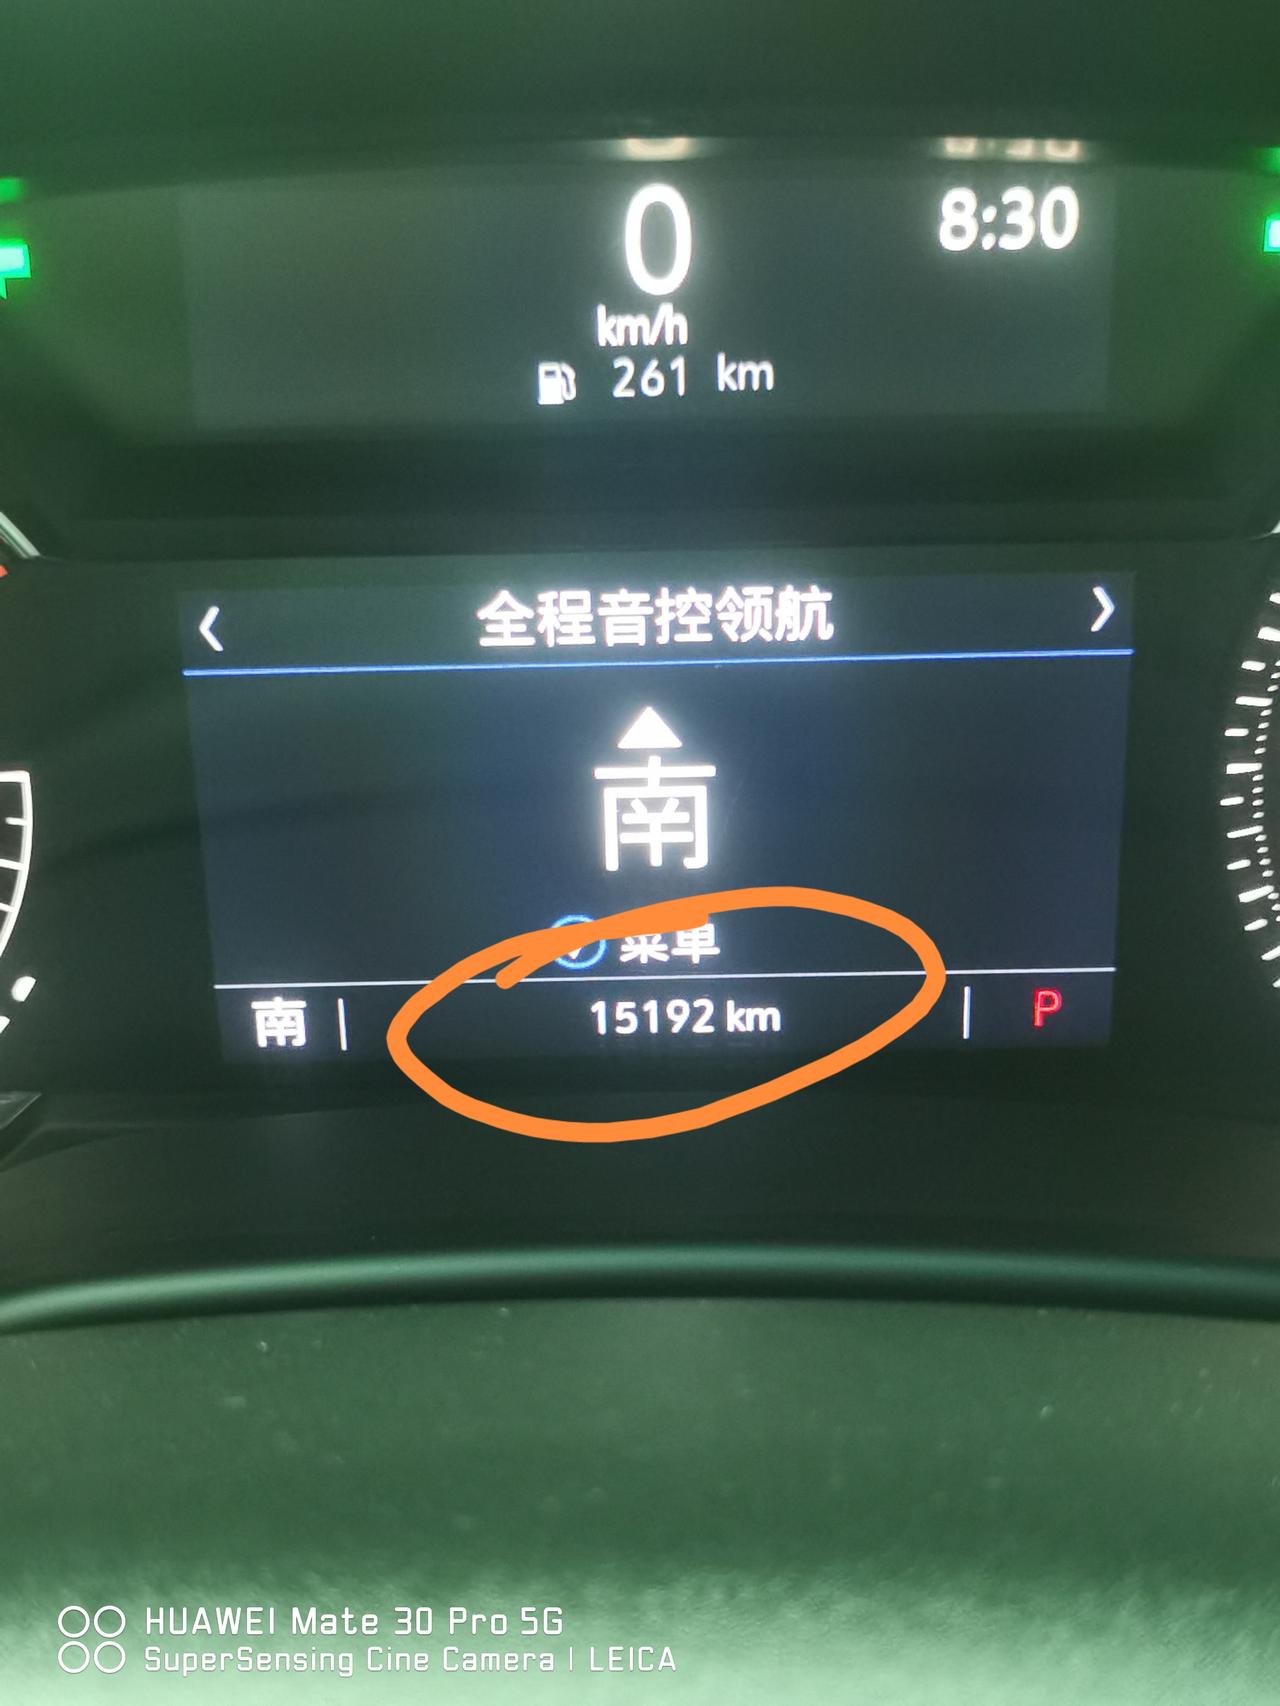 0
8:30
km/h
261 km
全程音控领航
南
菜单
南 15192 km P
HUAWEI Mate 30 Pro 5G
SuperSensing Cine Camera | LEICA